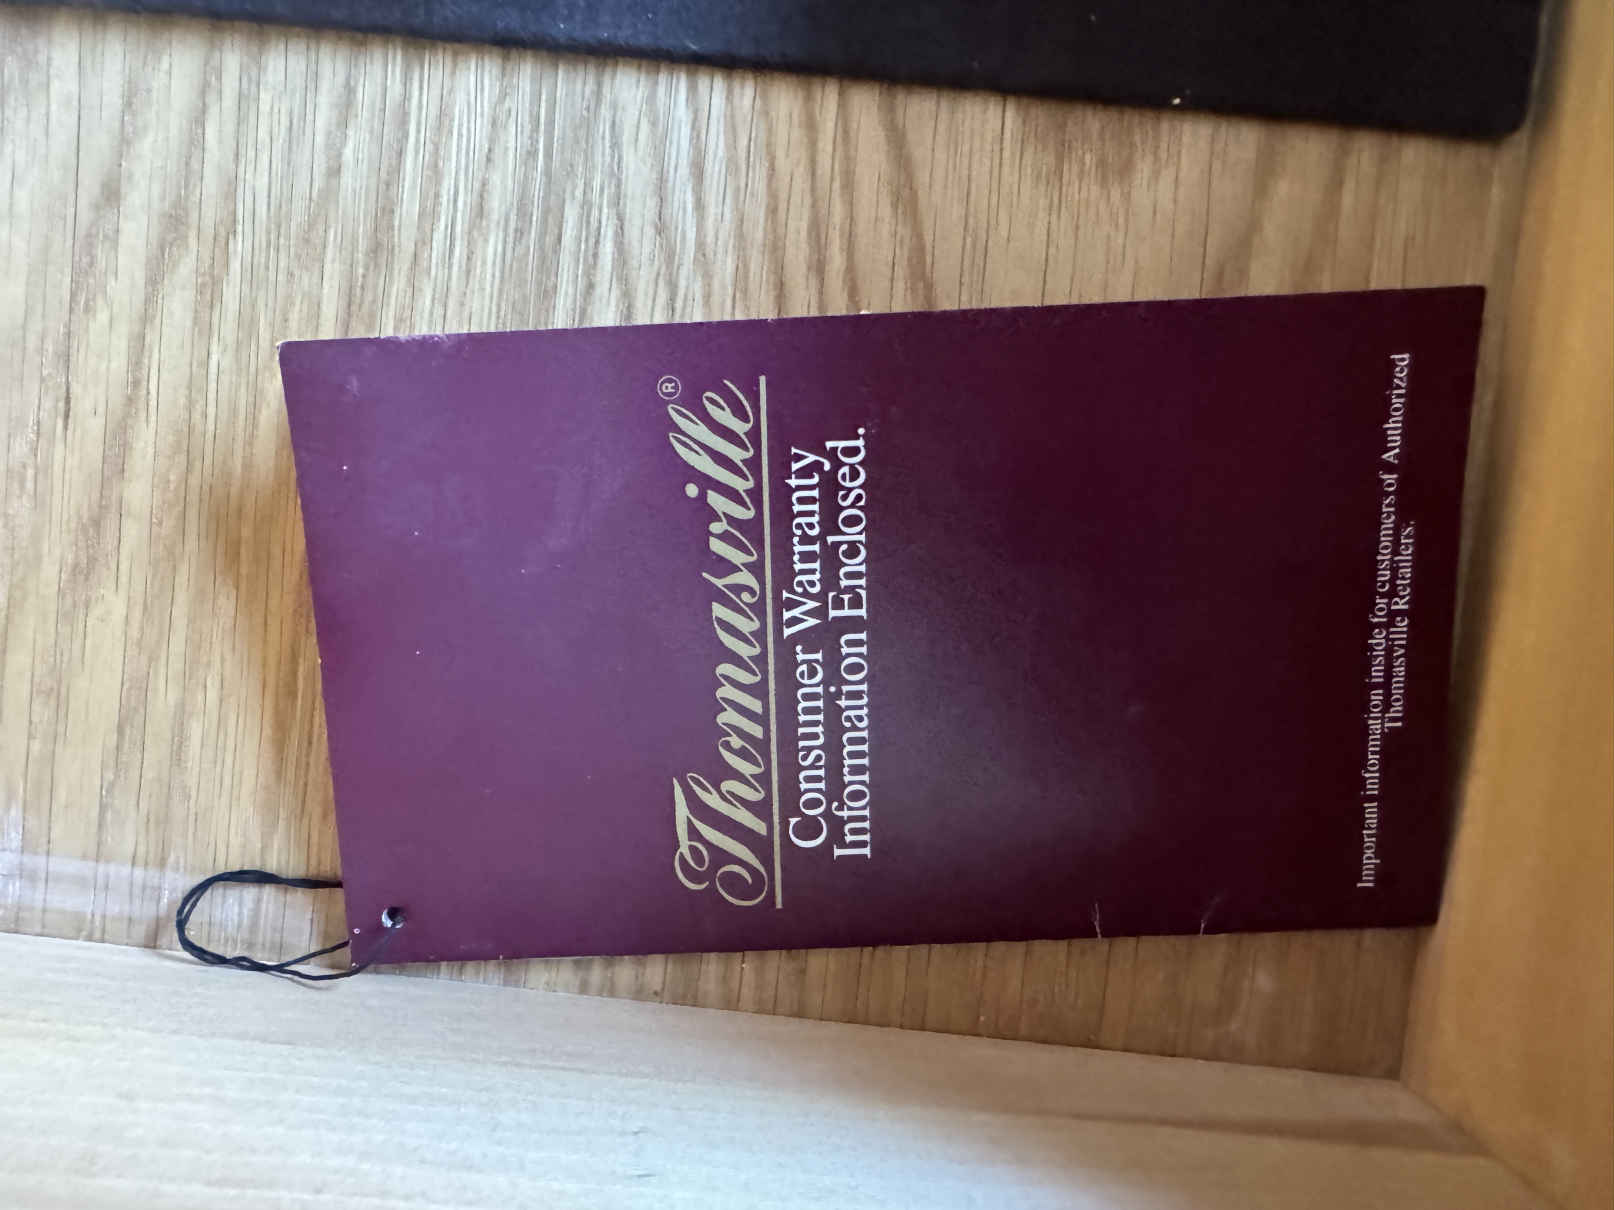 Thomasville®
Consumer Warranty
Information Enclosed.
Important information inside for customers of Authorized
Thomasville Retailers.